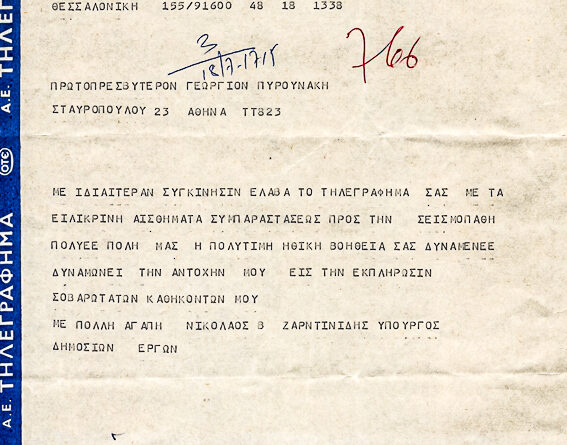 ΘΕΣΣΑΛΟΝΙΚΗ 155/91600 48 18 1338
3
18/7-1715
766
ΠΡΩΤΟΠΡΕΣΒΥΤΕΡΟΝ ΓΕΩΡΓΙΟΝ ΠΥΡΟΥΝΑΚΗ
ΣΤΑΥΡΟΠΟΥΛΟΥ 23 ΑΘΗΝΑ ΤΤ823
ΜΕ ΙΔΙΑΙΤΕΡΑΝ ΣΥΓΚΙΝΗΣΙΝ ΕΛΑΒΑ ΤΟ ΤΗΛΕΓΡΑΦΗΜΑ ΣΑΣ ΜΕ ΤΑ
ΕΙΛΙΚΡΙΝΗ ΑΙΣΘΗΜΑΤΑ ΣΥΜΠΑΡΑΣΤΑΣΕΩΣ ΠΡΟΣ ΤΗΝ ΣΕΙΣΜΟΠΑΘΗ
ΠΟΛΥΕΕ ΠΟΛΗ ΜΑΣ Η ΠΟΛΥΤΙΜΗ ΗΘΙΚΗ ΒΟΗΘΕΙΑ ΣΑΣ ΔΥΝΑΜΕΝΕΕ
ΔΥΝΑΜΩΝΕΙ ΤΗΝ ΑΝΤΟΧΗΝ ΜΟΥ ΕΙΣ ΤΗΝ ΕΚΠΛΗΡΩΣΙΝ
ΣΟΒΑΡΩΤΑΤΩΝ ΚΑΘΗΚΟΝΤΩΝ ΜΟΥ
ΜΕ ΠΟΛΛΗ ΑΓΑΠΗ ΝΙΚΟΛΑΟΣ Β ΖΑΡΝΤΙΝΙΔΗΣ ΥΠΟΥΡΓΟΣ
ΔΗΜΟΣΙΩΝ ΕΡΓΩΝ
Α.Ε. ΤΗΛΕΓΡΑΦΗΜΑ
ΟΤΕ
Α.Ε. ΤΗΛΕ